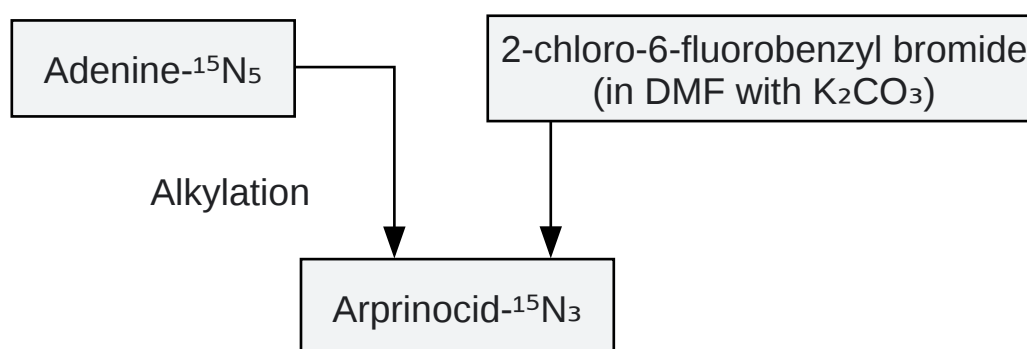 Adenine-¹⁵N₅
2-chloro-6-fluorobenzyl bromide
(in DMF with K₂CO₃)
Alkylation
Arprinocid-¹⁵N₃